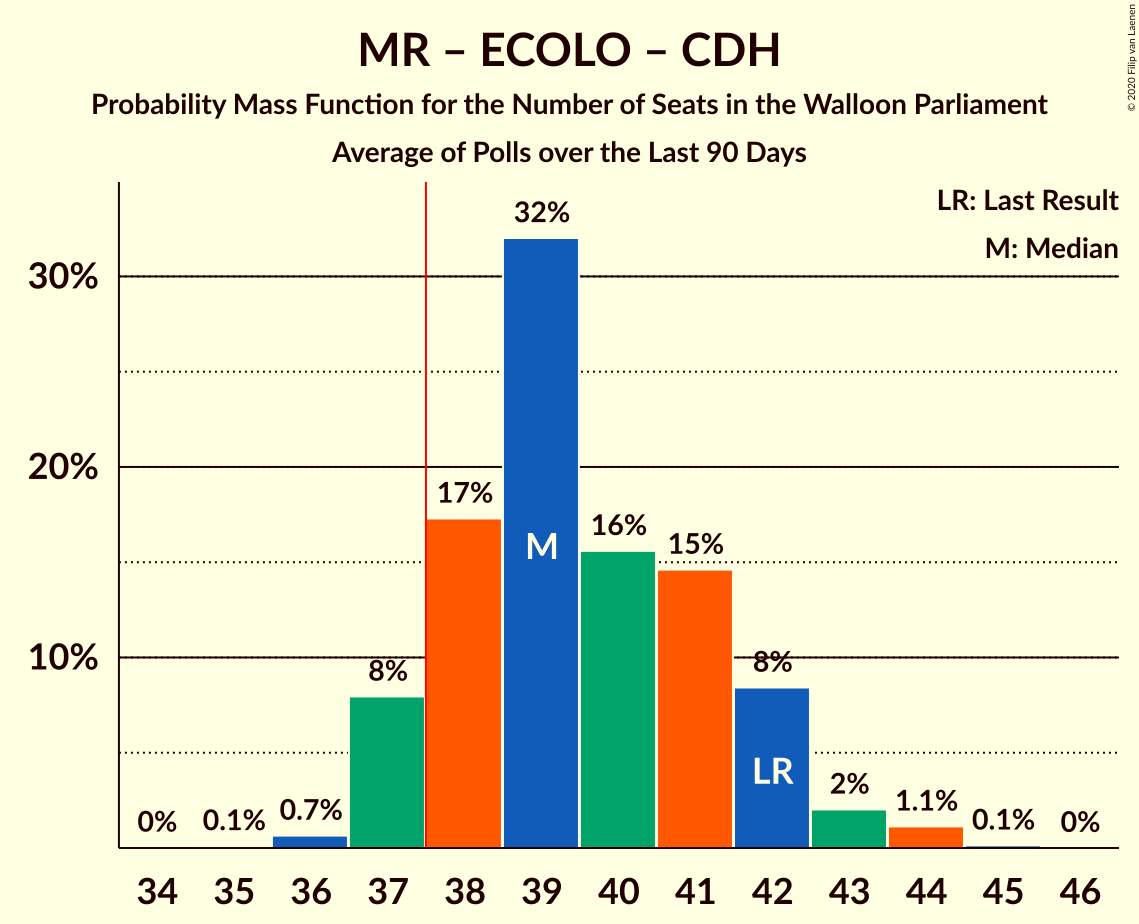 MR – ECOLO – CDH
Probability Mass Function for the Number of Seats in the Walloon Parliament
Average of Polls over the Last 90 Days
© 2020 Filip van Laenen
LR: Last Result
M: Median
30%
20%
10%
0%
0.1%
0.7%
8%
17%
32%
16%
15%
8%
2%
1.1%
0.1%
0%
M
LR
34 35 36 37 38 39 40 41 42 43 44 45 46